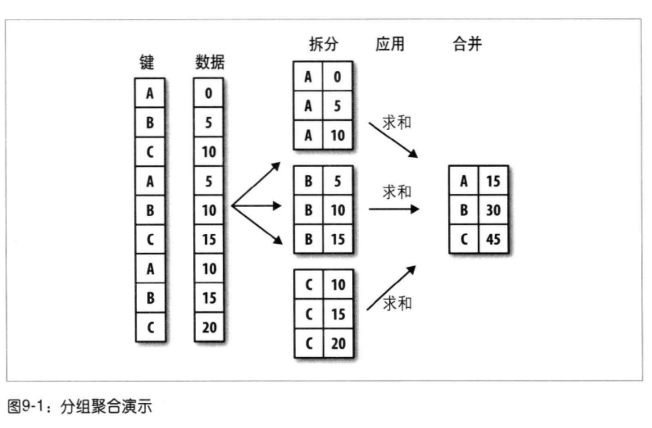 键 数据 拆分 应用 合并
A 0
B 5
C 10
A 5
B 10
C 15
A 10
B 15
C 20
A 0
A 5
A 10
求和
B 5
B 10
B 15
求和
C 10
C 15
C 20
求和
A 15
B 30
C 45
图9-1：分组聚合演示